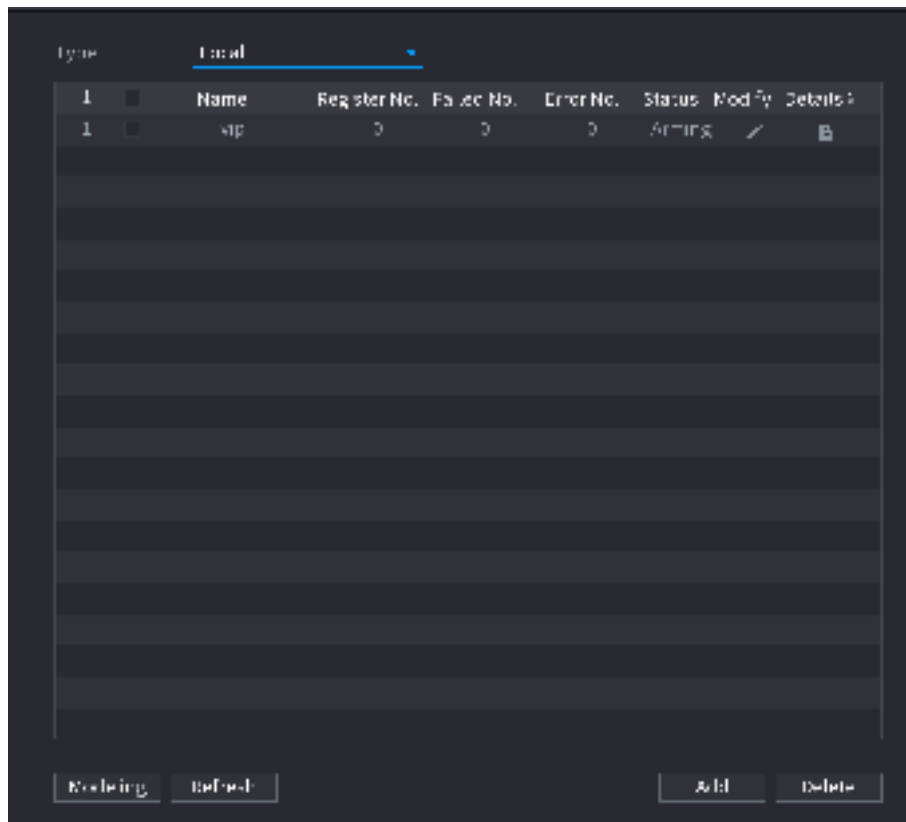 Type Local
1 Name Register No. Failed No. Error No. Status Modify Details
1 vip 0 0 0 Arming
Modeling Refresh Add Delete